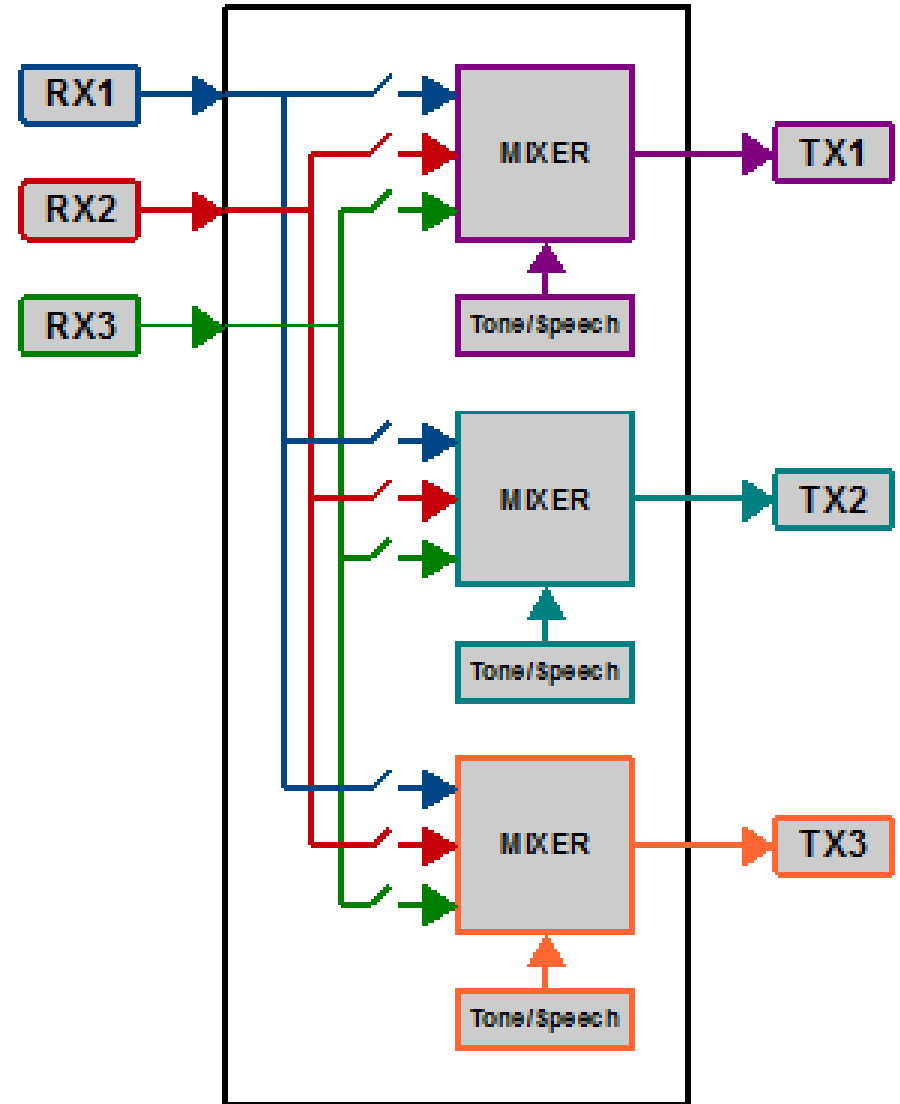 RX1
MIXER
TX1
RX2
RX3
Tone/Speech
MIXER
TX2
Tone/Speech
MIXER
TX3
Tone/Speech